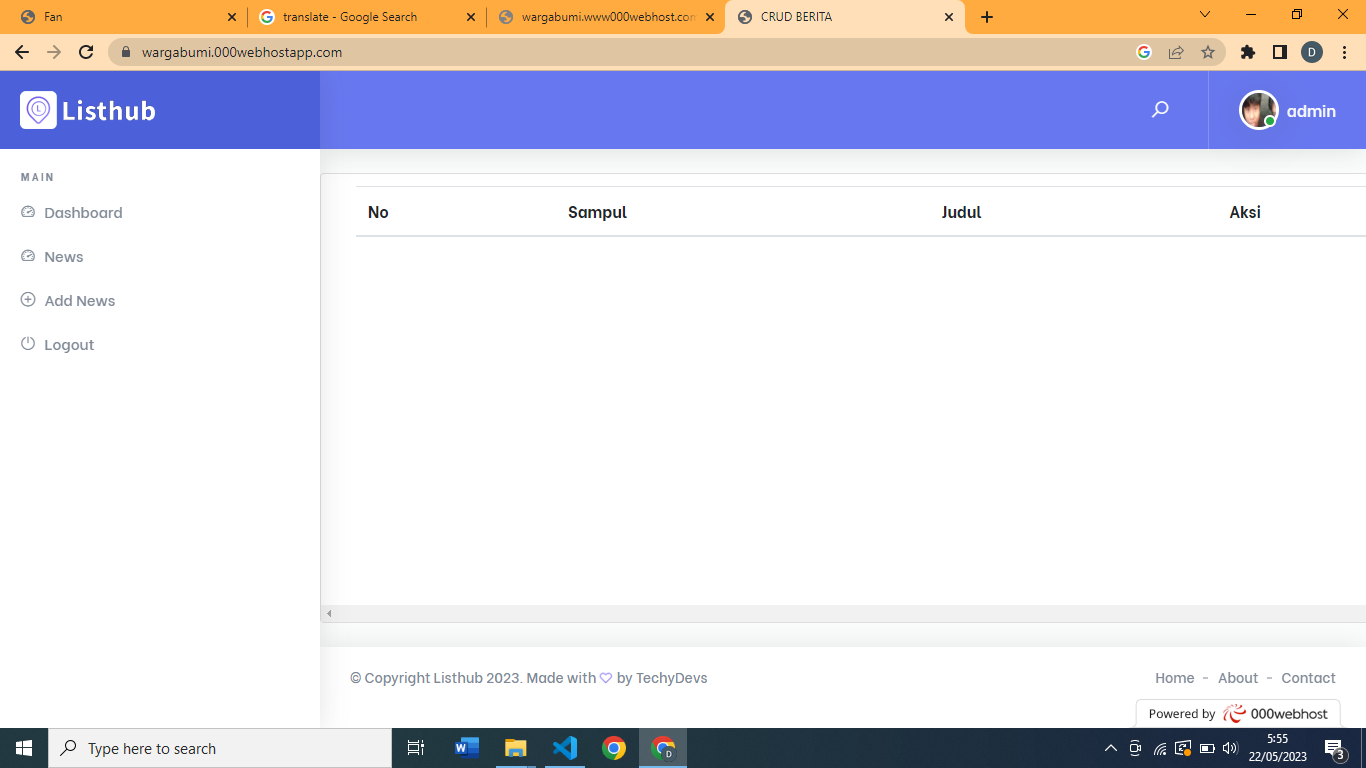 Fan
translate - Google Search
wargabumi.www000webhost.con
CRUD BERITA
wargabumi.000webhostapp.com
D
L
Listhub
admin
MAIN
Dashboard
News
Add News
Logout
No Sampul Judul Aksi
© Copyright Listhub 2023. Made with by TechyDevs
Home - About - Contact
Powered by 000webhost
Type here to search
5:55
22/05/2023
3